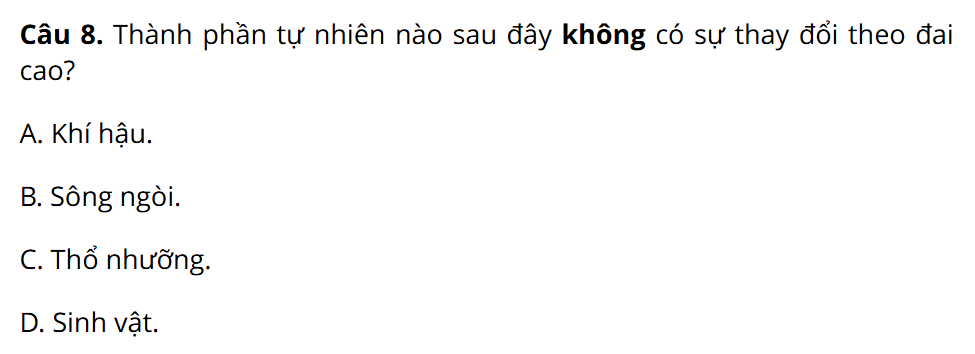 Câu 8. Thành phần tự nhiên nào sau đây không có sự thay đổi theo đai
cao?
A. Khí hậu.
B. Sông ngòi.
C. Thổ nhưỡng.
D. Sinh vật.